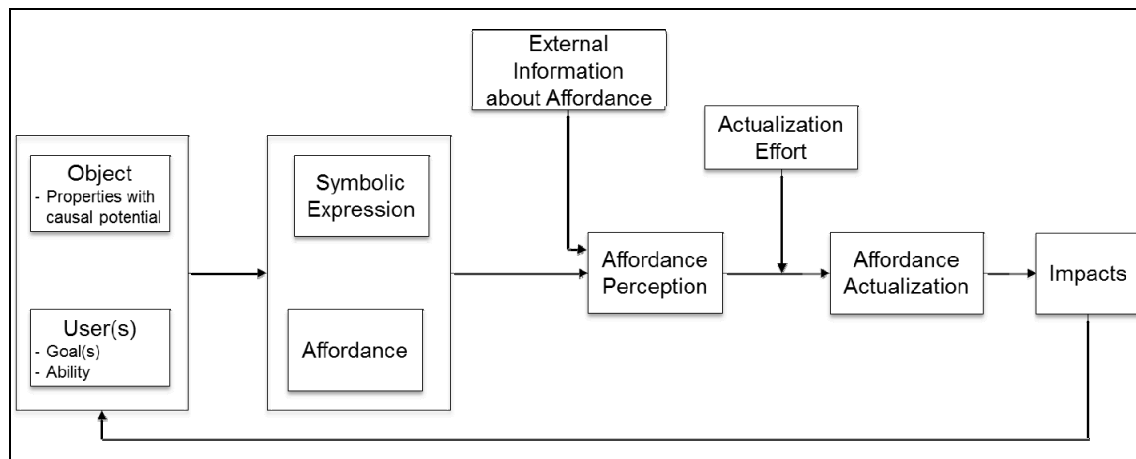 External
Information
about Affordance
Actualization
Effort
Object
- Properties with
causal potential
Symbolic
Expression
Affordance
Perception
Affordance
Actualization
Impacts
User(s)
- Goal(s)
- Ability
Affordance